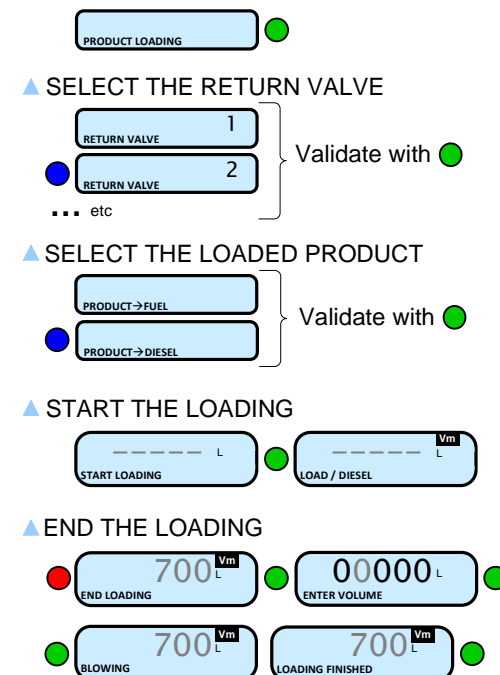 PRODUCT LOADING
▲ SELECT THE RETURN VALVE
1
RETURN VALVE
Validate with
2
RETURN VALVE
... etc
▲ SELECT THE LOADED PRODUCT
PRODUCT→FUEL
Validate with
PRODUCT→DIESEL
▲ START THE LOADING
– – – – – L
START LOADING
Vm
– – – – – L
LOAD / DIESEL
▲ END THE LOADING
700 L Vm
END LOADING
00000 L
ENTER VOLUME
700 L Vm
BLOWING
700 L Vm
LOADING FINISHED